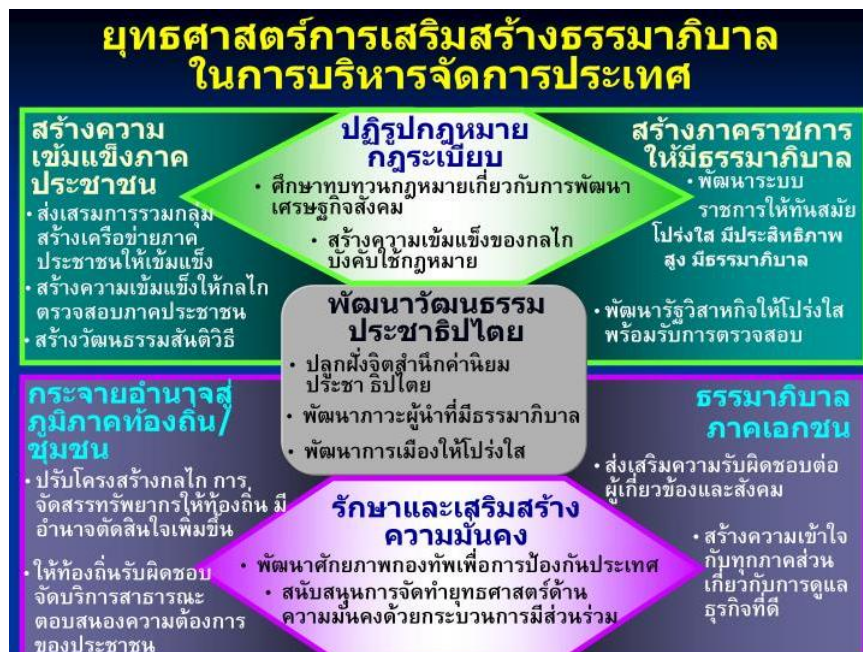 ยุทธศาสตร์การเสริมสร้างธรรมาภิบาล
ในการบริหารจัดการประเทศ
สร้างความ
เข้มแข็งภาค
ประชาชน
• ส่งเสรมการรวมกลุ่ม
สร้างเครือข่ายภาค
ประชาชนให้เข้มแข็ง
• สร้างความเข้มแข็งให้กลไก
ตรวจสอบภาคประชาชน
• สร้างวัฒนธรรมสันติวิธี
ปฏิรูปกฎหมาย
กฎระเบียบ
• ศึกษาทบทวนกฎหมายเกี่ยวกับการพัฒนา
เศรษฐกิจสังคม
• สร้างความเข้มแข็งของกลไก
บังคับใช้กฎหมาย
สร้างภาคราชการ
ให้มีธรรมาภิบาล
• พัฒนาระบบ
ราชการให้ทันสมัย
โปร่งใส มีประสิทธิภาพ
สูง มีธรรมาภิบาล
• พัฒนารัฐวิสาหกิจให้โปร่งใส
พร้อมรับการตรวจสอบ
พัฒนาวัฒนธรรม
ประชาธิปไตย
• ปลูกฝั่งจิตสำนึกค่านิยม
ประชา ธิปไตย
• พัฒนาภาวะผู้นำที่มีธรรมาภิบาล
• พัฒนาการเมืองให้โปร่งใส
กระจายอำนาจสู่
ภูมิภาคท้องถิ่น/
ชุมชน
• ปรับโครงสร้างกลไก การ
จัดสรรทรัพยากรให้ท้องถิ่น มี
อำนาจตัดสินใจเพิ่มขึ้น
• ให้ท้องถิ่นรับผิดชอบ
จัดบริการสาธารณะ
ตอบสนองความต้องการ
ของประชาชน
รักษาและเสริมสร้าง
ความมั่นคง
• พัฒนาศักยภาพกองทัพเพื่อการป้องกันประเทศ
• สนับสนุนการจัดทำยุทธศาสตร์ด้าน
ความมั่นคงด้วยกระบวนการมีส่วนร่วม
ธรรมาภิบาล
ภาคเอกชน
• ส่งเสริมความรับผิดชอบต่อ
ผู้เกี่ยวข้องและสังคม
• สร้างความเข้าใจ
กับทุกภาคส่วน
เกี่ยวกับการดูแล
ธุรกิจที่ดี